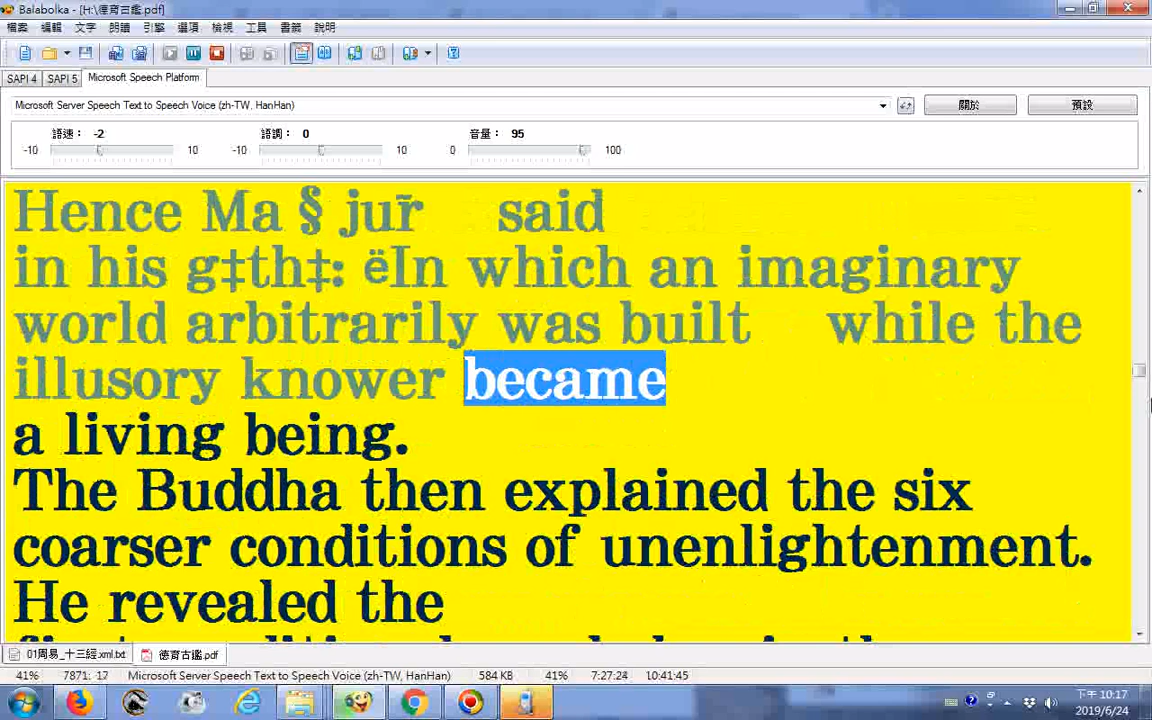 Balabolka - [H:\德育古鑑.pdf]
檔案 編輯 文字 朗讀 引擎 選項 檢視 工具 書籤 說明
SAPI 4 SAPI 5 Microsoft Speech Platform
Microsoft Server Speech Text to Speech Voice (zh-TW, HanHan) 關於 預設
語速： -2 語調： 0 音量： 95
-10 10 -10 10 0 100
Hence Ma § jur̄ said
in his g‡th‡: ëIn which an imaginary
world arbitrarily was built while the
illusory knower became
a living being.
The Buddha then explained the six
coarser conditions of unenlightenment.
He revealed the
01周易_十三經.xml.txt 德育古鑑.pdf
41% 7871: 17 Microsoft Server Speech Text to Speech Voice (zh-TW, HanHan) 584 KB 41% 7:27:24 10:41:45
下午 10:17
2019/6/24